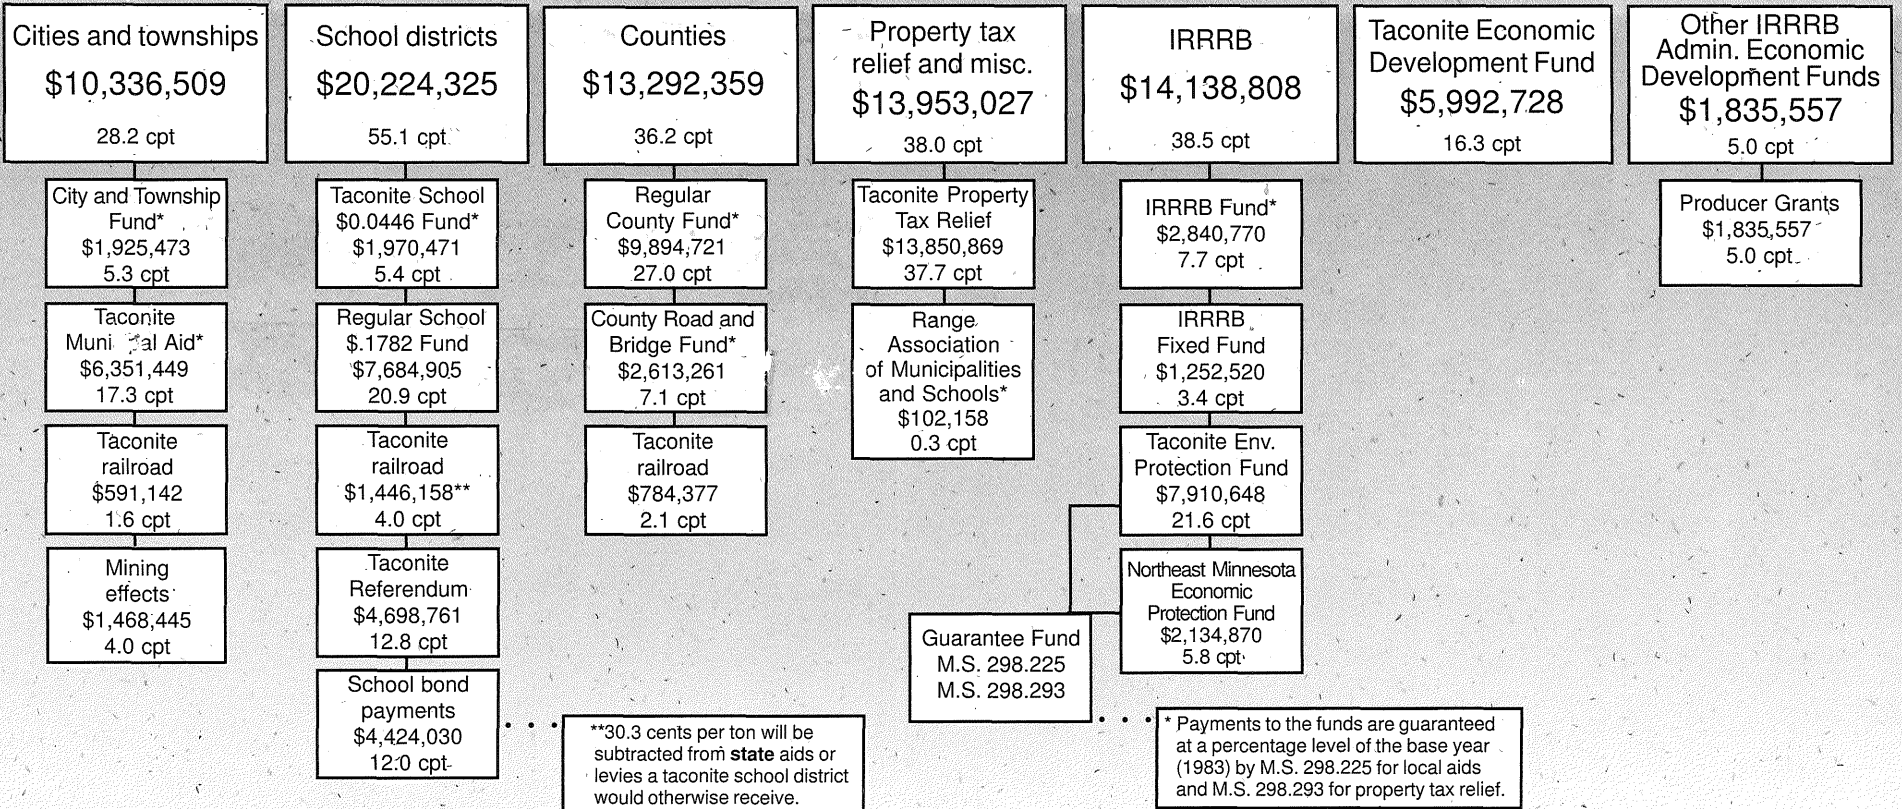 Cities and townships
$10,336,509
28.2 cpt
City and Township
Fund*
$1,925,473
5.3 cpt
Taconite
Aid*
$6,351,449
17.3 cpt
Taconite
railroad
$591,142
1.6 cpt
Mining
effects
$1,468,445
4.0 cpt
School districts
$20,224,325
55.1 cpt
Taconite School
$0.0446 Fund*
$1,970,471
5.4 cpt
Regular School
$.1782 Fund
$7,684,905
20.9 cpt
Taconite
railroad
$1,446,158**
4.0 cpt
Taconite
Referendum
$4,698,761
12.8 cpt
School bond
payments
$4,424,030
12.0 cpt
**30.3 cents per ton will be
subtracted from state aids or
levies a taconite school district
would otherwise receive.
Counties
$13,292,359
36.2 cpt
Regular
County Fund*
$9,894,721
27.0 cpt
County Road and
Bridge Fund*
$2,613,261
7.1 cpt
Taconite
railroad
$784,377
2.1 cpt
Property tax
relief and misc.
$13,953,027
38.0 cpt
Taconite Property
Tax Relief
$13,850,869
37.7 cpt
Range
Association
of Municipalities
and Schools*
$102,158
0.3 cpt
IRRRB
$14,138,808
38.5 cpt
IRRRB Fund*
$2,840,770
7.7 cpt
IRRRB
Fixed Fund
$1,252,520
3.4 cpt
Taconite Env.
Protection Fund
$7,910,648
21.6 cpt
Northeast Minnesota
Economic
Protection Fund
$2,134,870
5.8 cpt
Guarantee Fund
M.S. 298.225
M.S. 298.293
* Payments to the funds are guaranteed
at a percentage level of the base year
(1983) by M.S. 298.225 for local aids
and M.S. 298.293 for property tax relief.
Taconite Economic
Development Fund
$5,992,728
16.3 cpt
Other IRRRB
Admin. Economic
Development Funds
$1,835,557
5.0 cpt
Producer Grants
$1,835,557
5.0 cpt